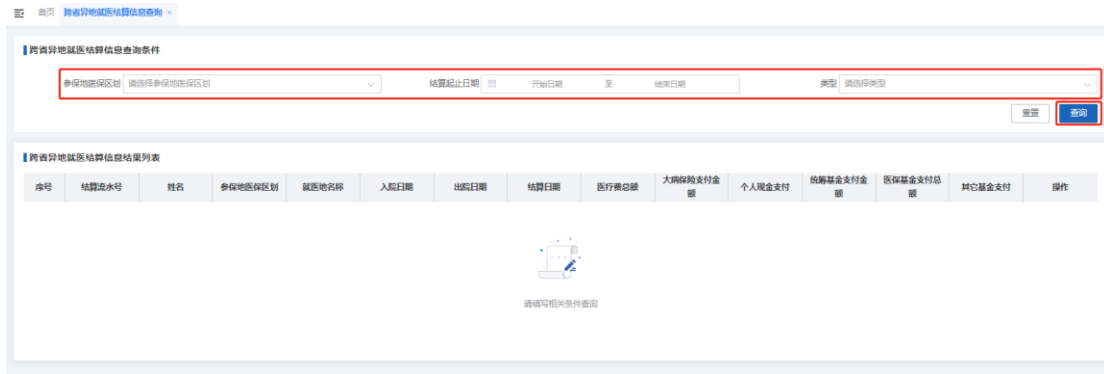 首页 跨省异地就医结算信息查询 ×
跨省异地就医结算信息查询条件
参保地医保区划 请选择参保地医保区划 结算起止日期 开始日期 至 结束日期 类型 请选择类型
重置 查询
跨省异地就医结算信息结果列表
序号 结算流水号 姓名 参保地医保区划 就医地名称 入院日期 出院日期 结算日期 医疗费总额 大病保险支付金额 个人现金支付 统筹基金支付金额 医保基金支付总额 其它基金支付 操作
请填写相关条件查询